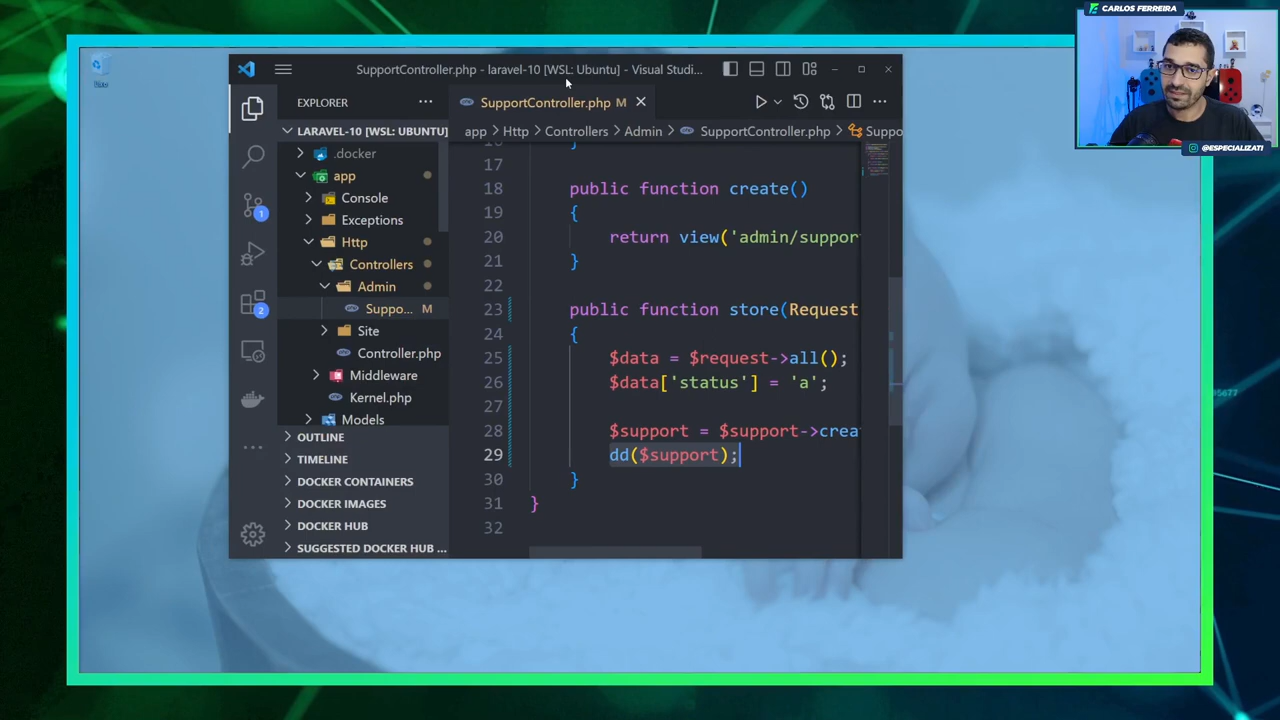 CARLOS FERREIRA
@ESPECIALIZATI
SupportController.php - laravel-10 [WSL: Ubuntu] - Visual Studi...
EXPLORER
SupportController.php M
LARAVEL-10 [WSL: UBUNTU]
app > Http > Controllers > Admin > SupportController.php > Suppo
.docker
app
Console
Exceptions
Http
Controllers
Admin
Suppo... M
Site
Controller.php
Middleware
Kernel.php
Models
OUTLINE
TIMELINE
DOCKER CONTAINERS
DOCKER IMAGES
DOCKER HUB
SUGGESTED DOCKER HUB ...
1
2
17
18 public function create()
19 {
20 return view('admin/suppor
21 }
22
23 public function store(Request
24 {
25 $data = $request->all();
26 $data['status'] = 'a';
27
28 $support = $support->crea
29 dd($support);
30 }
31 }
32